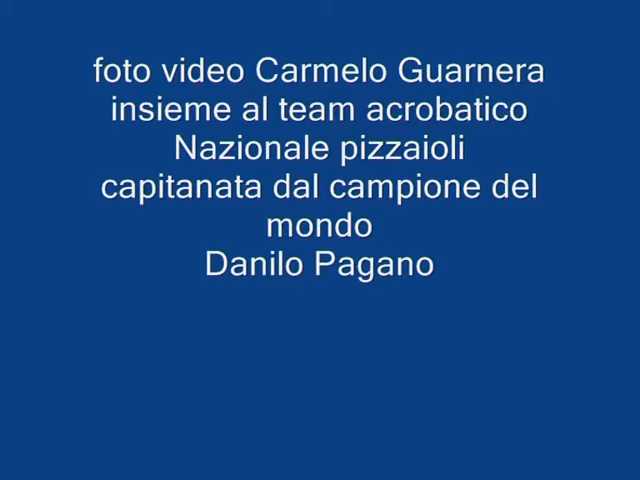 foto video Carmelo Guarnera
insieme al team acrobatico
Nazionale pizzaioli
capitanata dal campione del
mondo
Danilo Pagano